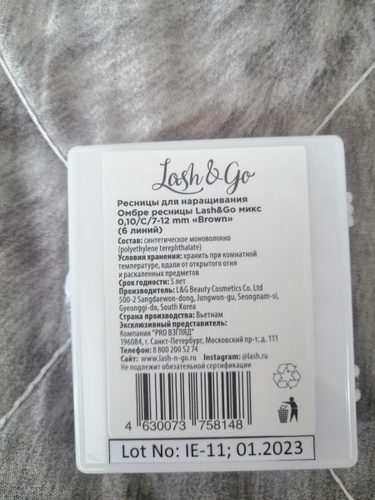 Lash & Go
Ресницы для наращивания
Омбре ресницы Lash&Go микс
0,10/C/7-12 mm «Brown»
(6 линий)
Состав: синтетическое моноволокно
(polyethylene terephthalate)
Условия хранения: хранить при комнатной
температуре, вдали от открытого огня
и раскаленных предметов
Срок годности: 5 лет
Производитель: L&G Beauty Cosmetics Co. Ltd
500-2 Sangdaewon-dong, Jungwon-gu, Seongnam-si,
Gyeonggi-do, South Korea
Страна производства: Вьетнам
Эксклюзивный представитель:
Компания "PRO ВЗГЛЯД"
196084, г. Санкт-Петербург, Московский пр-т, д. 111
Телефон: 8 800 200 52 74
Сайт: www.lash-n-go.ru Instagram: @lash.ru
Не подлежит обязательной сертификации
4 630073 758148
Lot No: IE-11; 01.2023